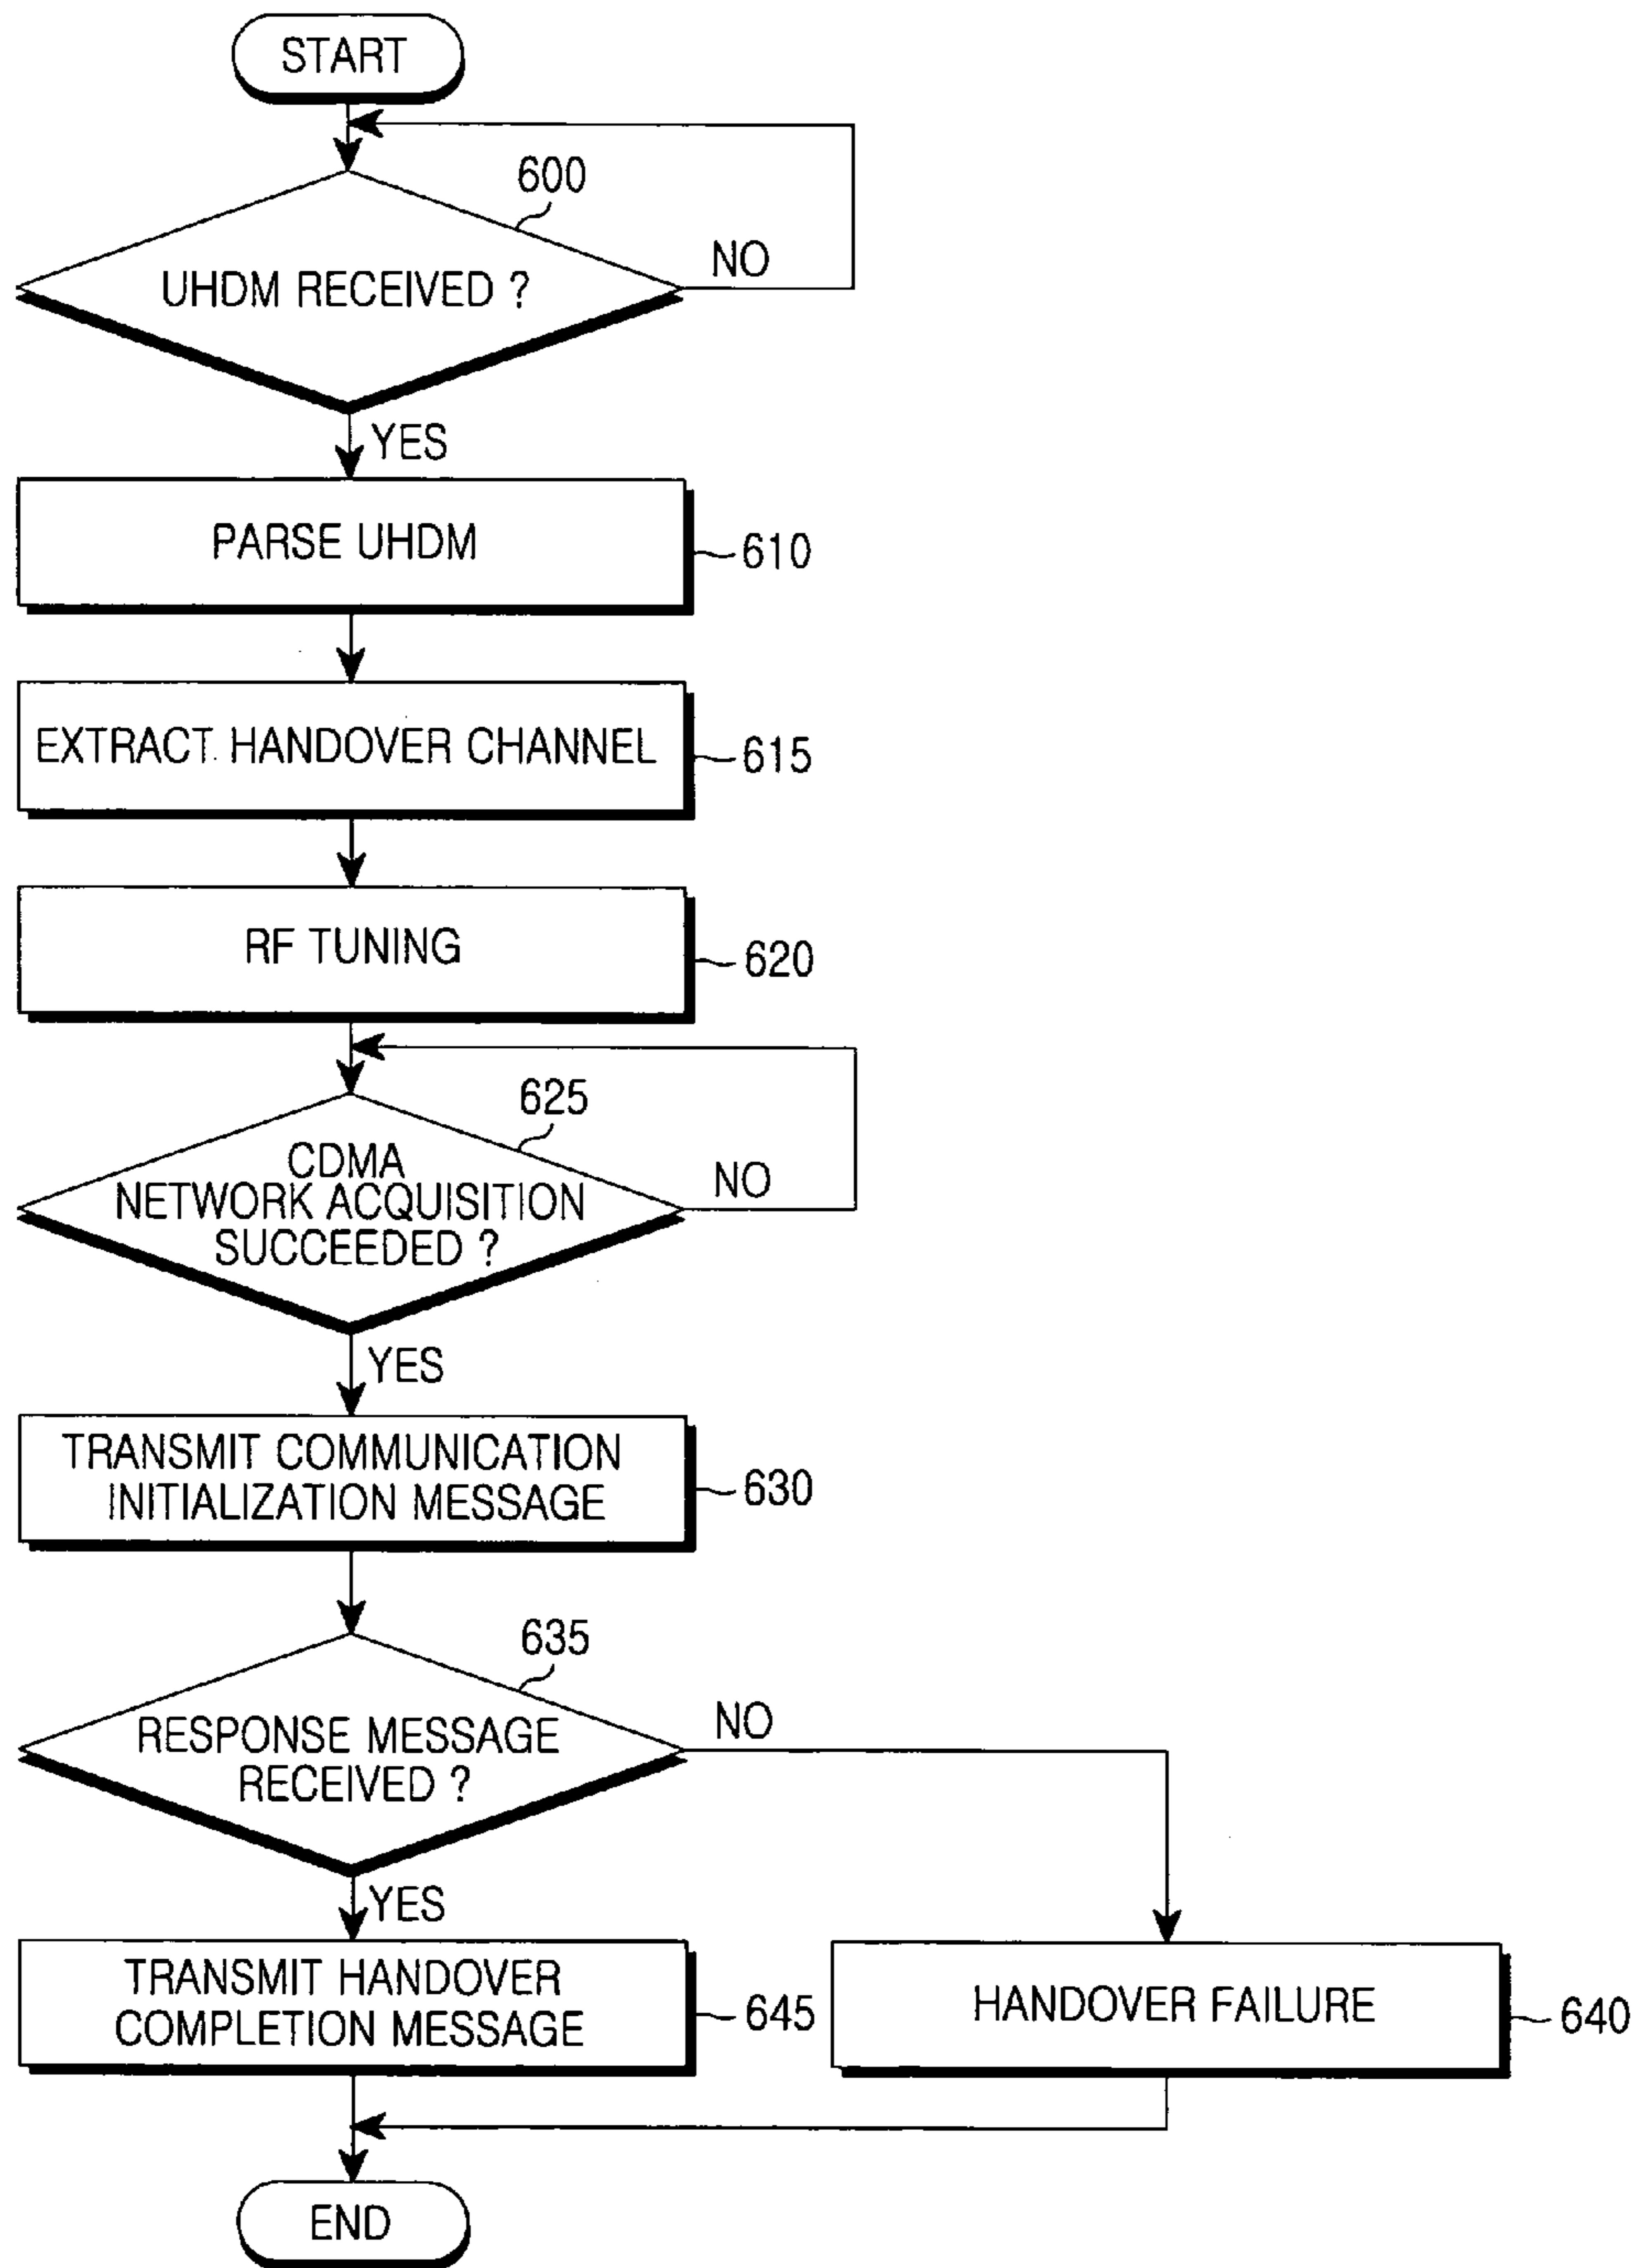 START
600
UHDM RECEIVED ?
NO
YES
PARSE UHDM
610
EXTRACT HANDOVER CHANNEL
615
RF TUNING
620
625
CDMA
NETWORK ACQUISITION
SUCCEEDED ?
NO
YES
TRANSMIT COMMUNICATION
INITIALIZATION MESSAGE
630
635
RESPONSE MESSAGE
RECEIVED ?
NO
YES
TRANSMIT HANDOVER
COMPLETION MESSAGE
645
HANDOVER FAILURE
640
END